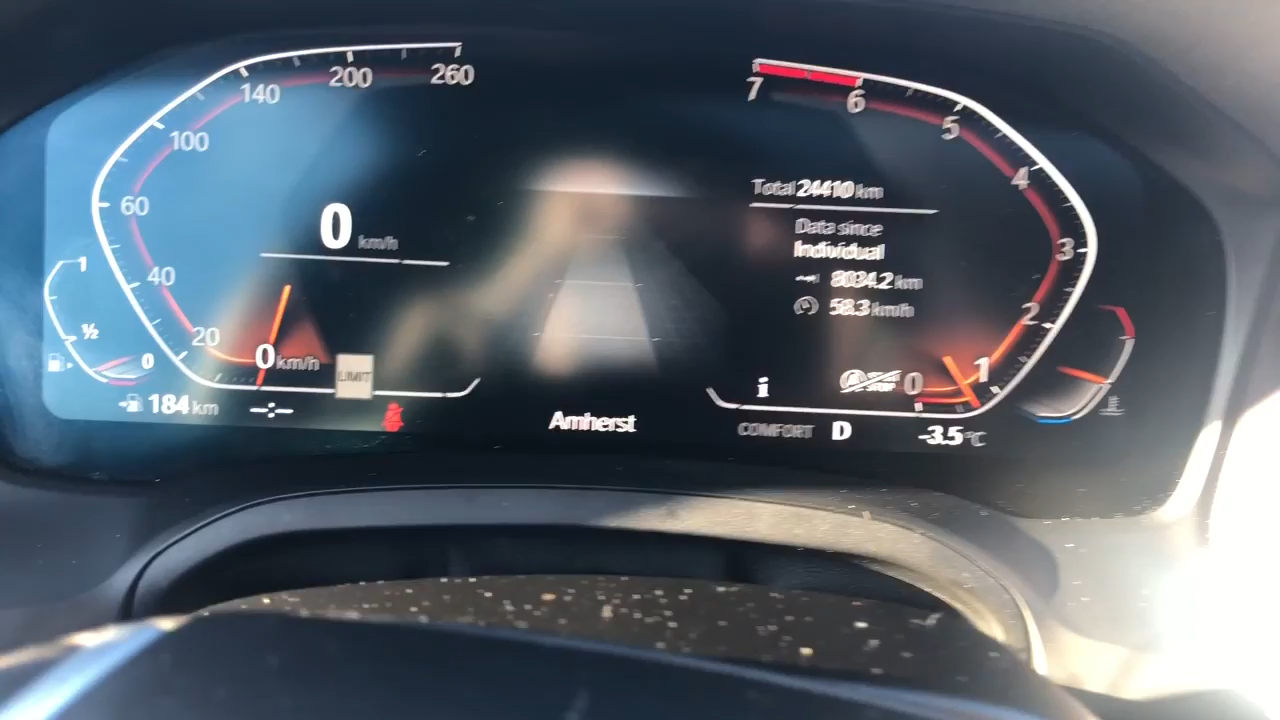 260
200
140
100
60
40
20
0 km/h
0 km/h
LIMIT
1
1/2
0
184 km
Amherst
7
6
5
4
3
2
1
0
Total 24410 km
Data since
Individual
8034.2 km
58.3 km/h
i
COMFORT D
-3.5 °C